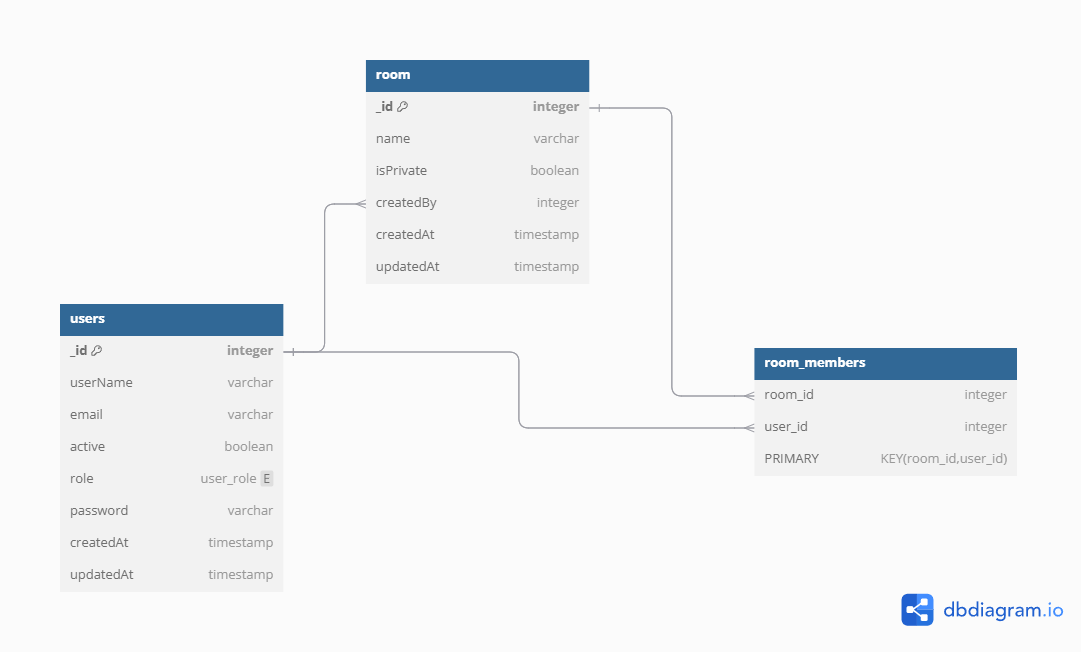 room
_id integer
name varchar
isPrivate boolean
createdBy integer
createdAt timestamp
updatedAt timestamp
users
_id integer
userName varchar
email varchar
active boolean
role user_role E
password varchar
createdAt timestamp
updatedAt timestamp
room_members
room_id integer
user_id integer
PRIMARY KEY(room_id,user_id)
dbdiagram.io